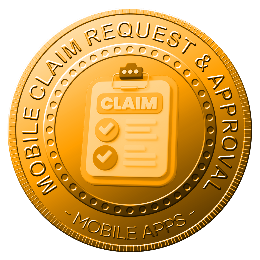 MOBILE CLAIM REQUEST & APPROVAL
CLAIM
- MOBILE APPS -